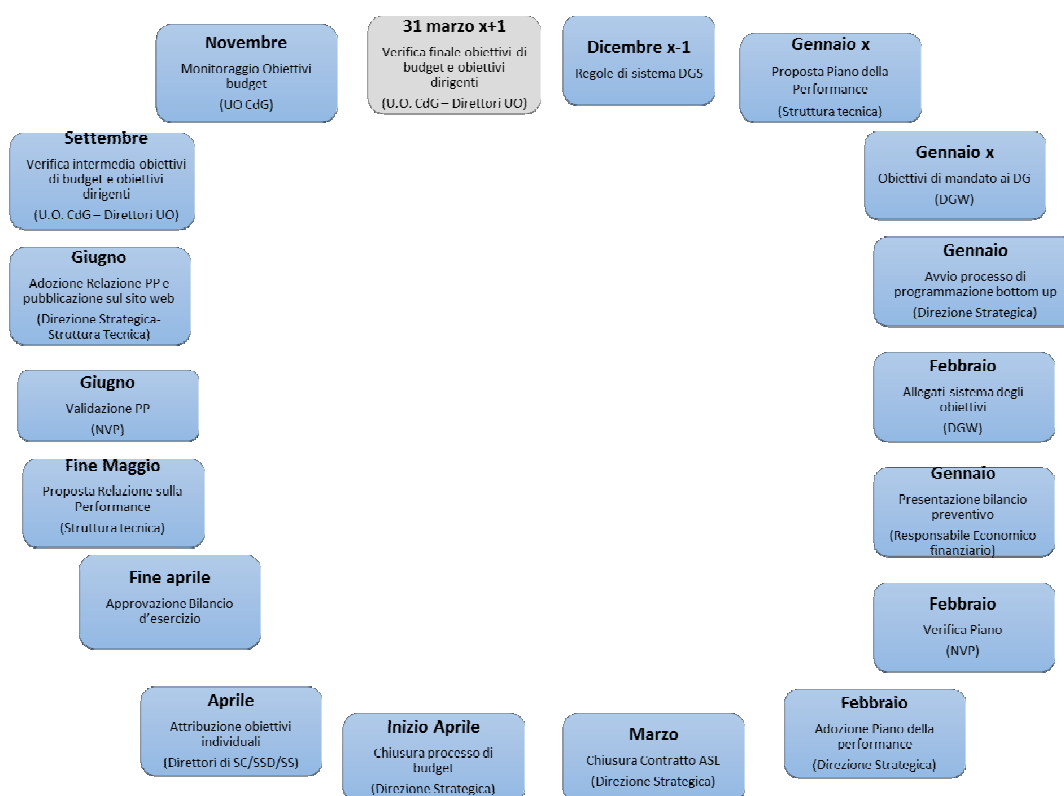 Novembre
Monitoraggio Obiettivi
budget
(UO CdG)
31 marzo x+1
Verifica finale obiettivi di
budget e obiettivi
dirigenti
(U.O. CdG – Direttori UO)
Dicembre x-1
Regole di sistema DGS
Gennaio x
Proposta Piano della
Performance
(Struttura tecnica)
Gennaio x
Obiettivi di mandato ai DG
(DGW)
Gennaio
Avvio processo di
programmazione bottom up
(Direzione Strategica)
Febbraio
Allegati sistema degli
obiettivi
(DGW)
Gennaio
Presentazione bilancio
preventivo
(Responsabile Economico
finanziario)
Febbraio
Verifica Piano
(NVP)
Febbraio
Adozione Piano della
performance
(Direzione Strategica)
Marzo
Chiusura Contratto ASL
(Direzione Strategica)
Inizio Aprile
Chiusura processo di
budget
(Direzione Strategica)
Aprile
Attribuzione obiettivi
individuali
(Direttori di SC/SSD/SS)
Fine aprile
Approvazione Bilancio
d'esercizio
Fine Maggio
Proposta Relazione sulla
Performance
(Struttura tecnica)
Giugno
Validazione PP
(NVP)
Giugno
Adozione Relazione PP e
pubblicazione sul sito web
(Direzione Strategica-
Struttura Tecnica)
Settembre
Verifica intermedia obiettivi
di budget e obiettivi
dirigenti
(U.O. CdG – Direttori UO)